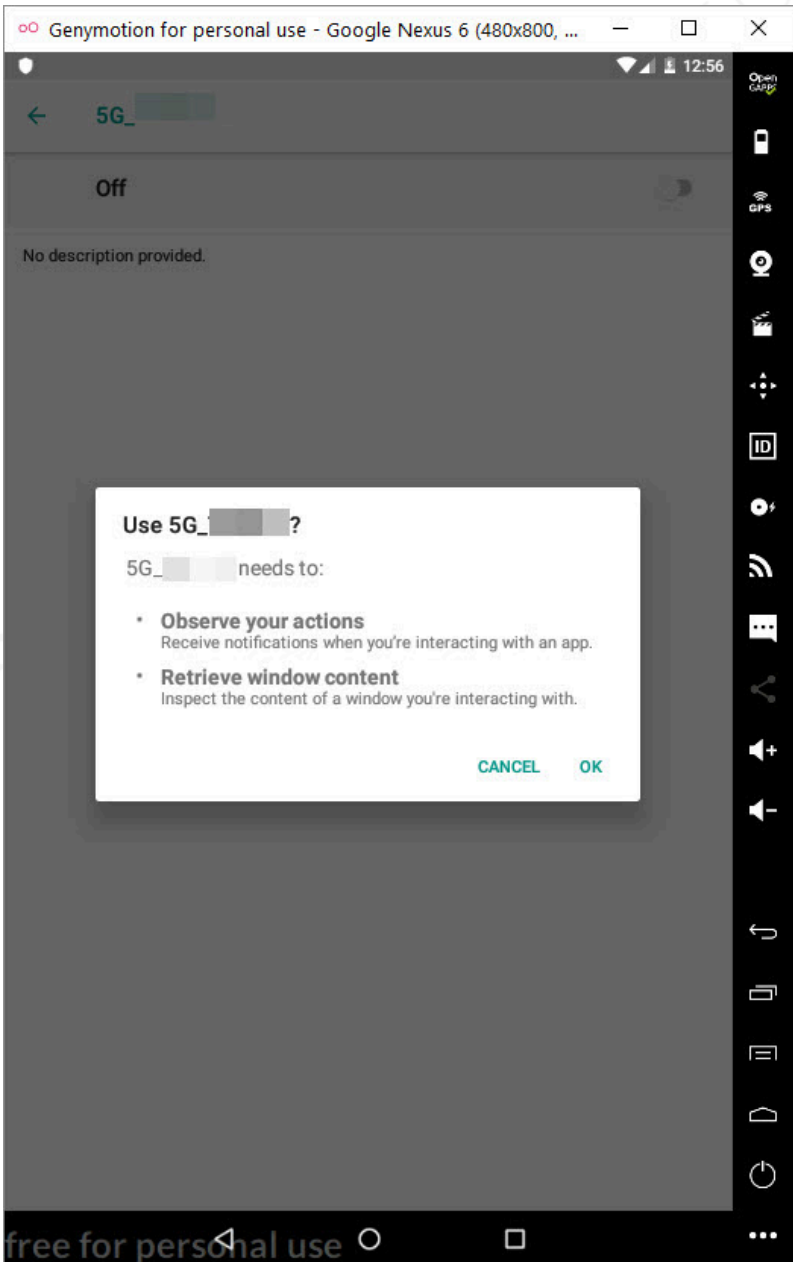 Genymotion for personal use - Google Nexus 6 (480x800, ...
12:56
Open
GAPPS
5G_
Off
GPS
No description provided.
ID
Use 5G_ ?
5G_ needs to:
• Observe your actions
Receive notifications when you're interacting with an app.
• Retrieve window content
Inspect the content of a window you're interacting with.
CANCEL OK
free for personal use